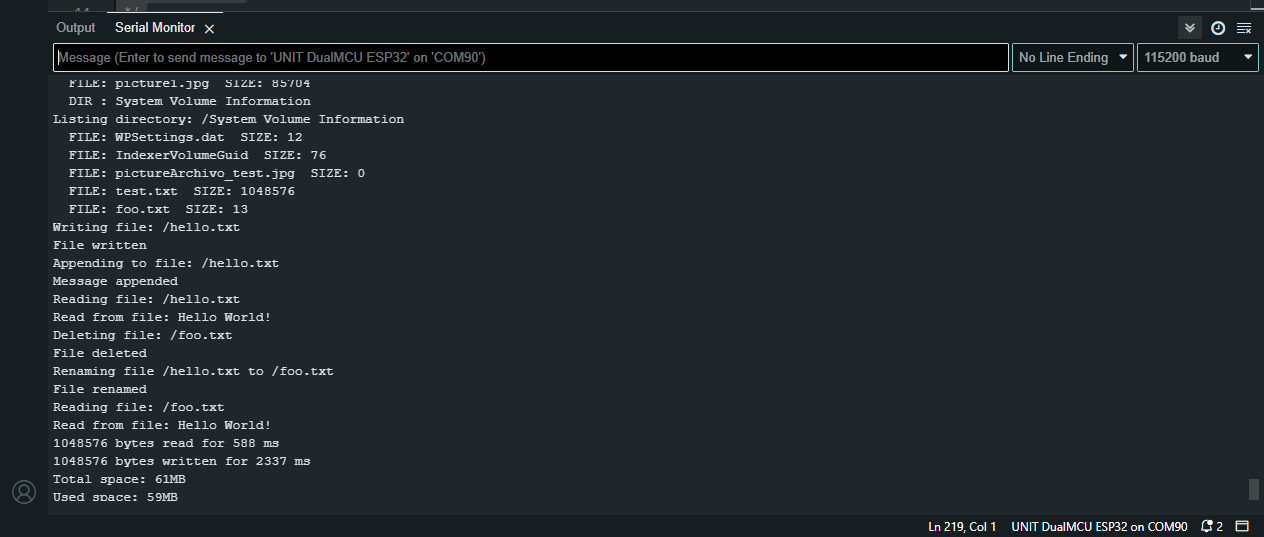 14 */
Output Serial Monitor
Message (Enter to send message to 'UNIT DualMCU ESP32' on 'COM90') No Line Ending 115200 baud
FILE: picture1.jpg SIZE: 85704
DIR : System Volume Information
Listing directory: /System Volume Information
FILE: WPSettings.dat SIZE: 12
FILE: IndexerVolumeGuid SIZE: 76
FILE: pictureArchivo_test.jpg SIZE: 0
FILE: test.txt SIZE: 1048576
FILE: foo.txt SIZE: 13
Writing file: /hello.txt
File written
Appending to file: /hello.txt
Message appended
Reading file: /hello.txt
Read from file: Hello World!
Deleting file: /foo.txt
File deleted
Renaming file /hello.txt to /foo.txt
File renamed
Reading file: /foo.txt
Read from file: Hello World!
1048576 bytes read for 588 ms
1048576 bytes written for 2337 ms
Total space: 61MB
Used space: 59MB
Ln 219, Col 1 UNIT DualMCU ESP32 on COM90 2